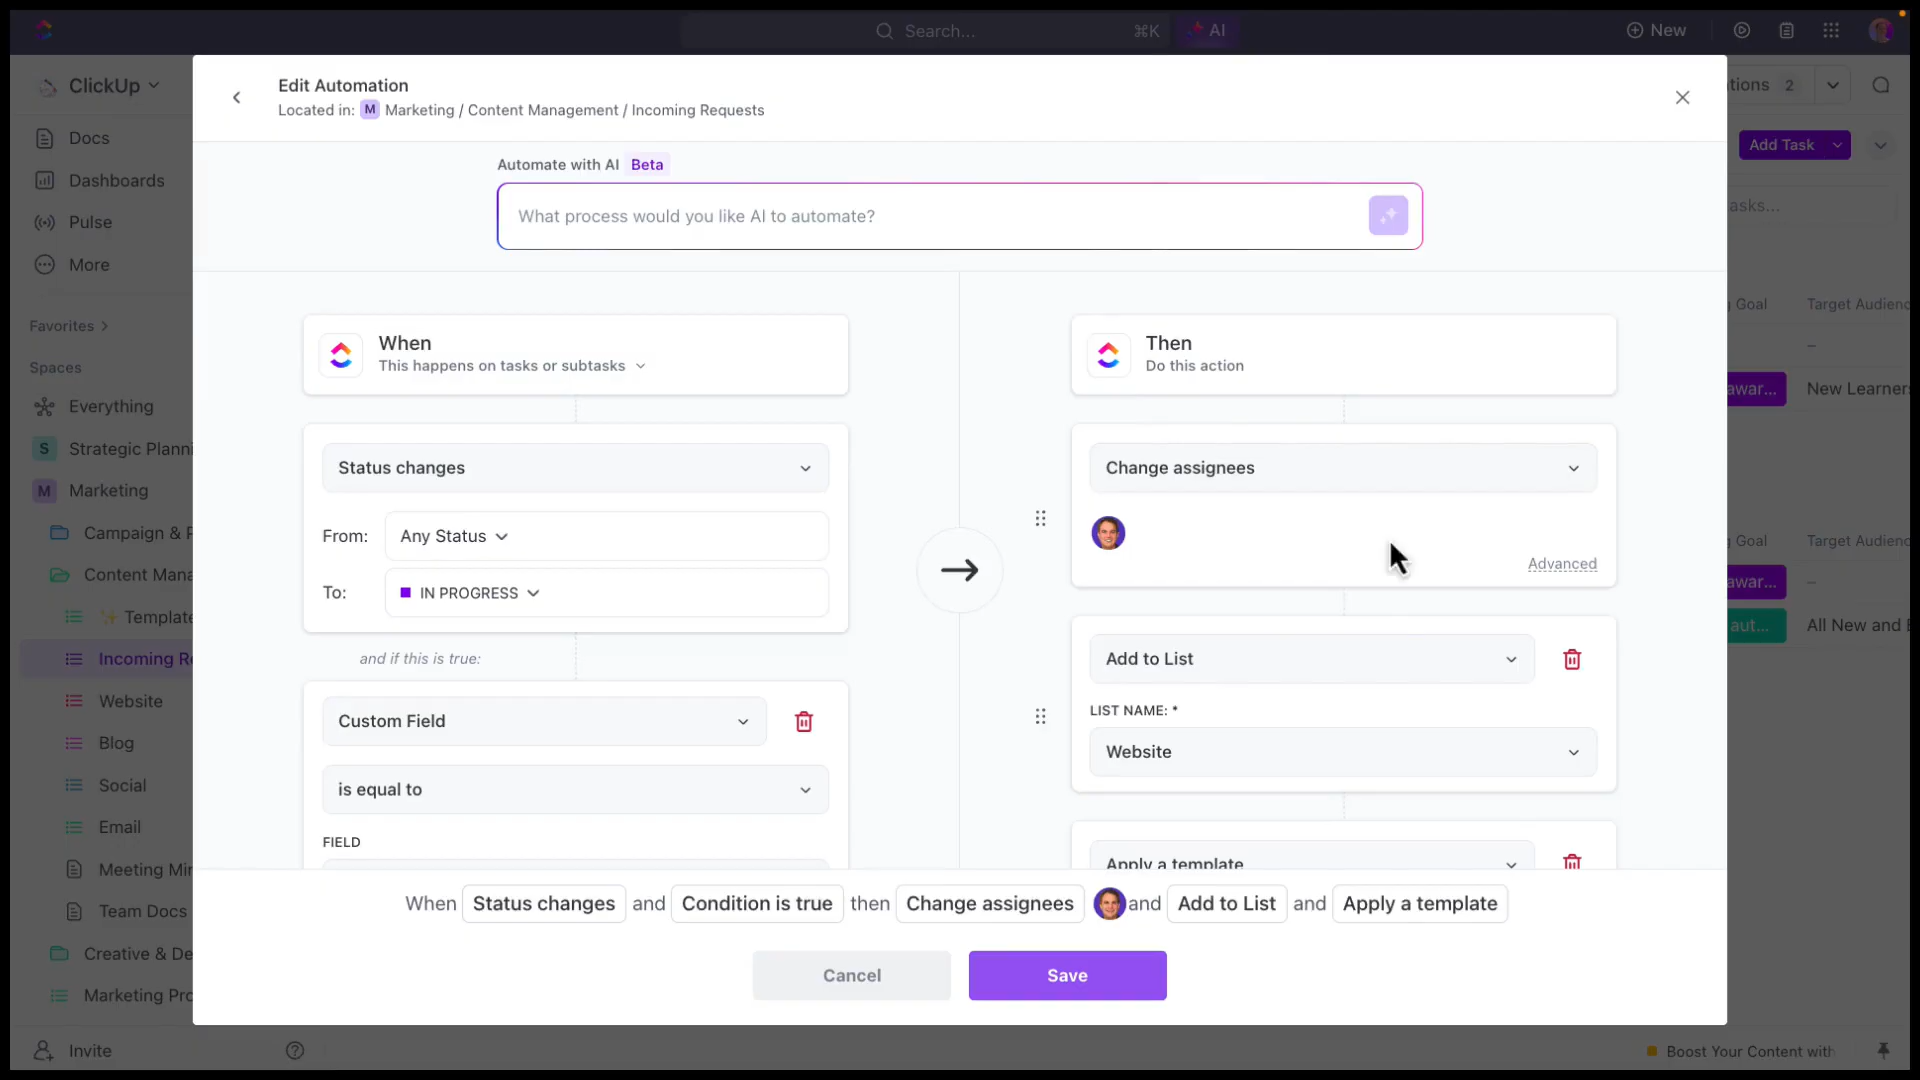 Search...
⌘K
AI
New
ClickUp
Edit Automation
Located in: M Marketing / Content Management / Incoming Requests
tions 2
Docs
Dashboards
Pulse
More
Favorites
Spaces
Everything
S Strategic Planni
M Marketing
Campaign & P
Content Mana
Template
Incoming Re
Website
Blog
Social
Email
Meeting Min
Team Docs
Creative & De
Marketing Pro
Invite
Automate with AI Beta
What process would you like AI to automate?
When
This happens on tasks or subtasks
Status changes
From: Any Status
To: IN PROGRESS
and if this is true:
Custom Field
is equal to
FIELD
Then
Do this action
Change assignees
Advanced
Add to List
LIST NAME: *
Website
Apply a template
When Status changes and Condition is true then Change assignees and Add to List and Apply a template
Cancel
Save
Add Task
asks...
g Goal
Target Audienc
–
awar...
New Learners
g Goal
Target Audienc
awar...
–
aut...
All New and E
Boost Your Content with